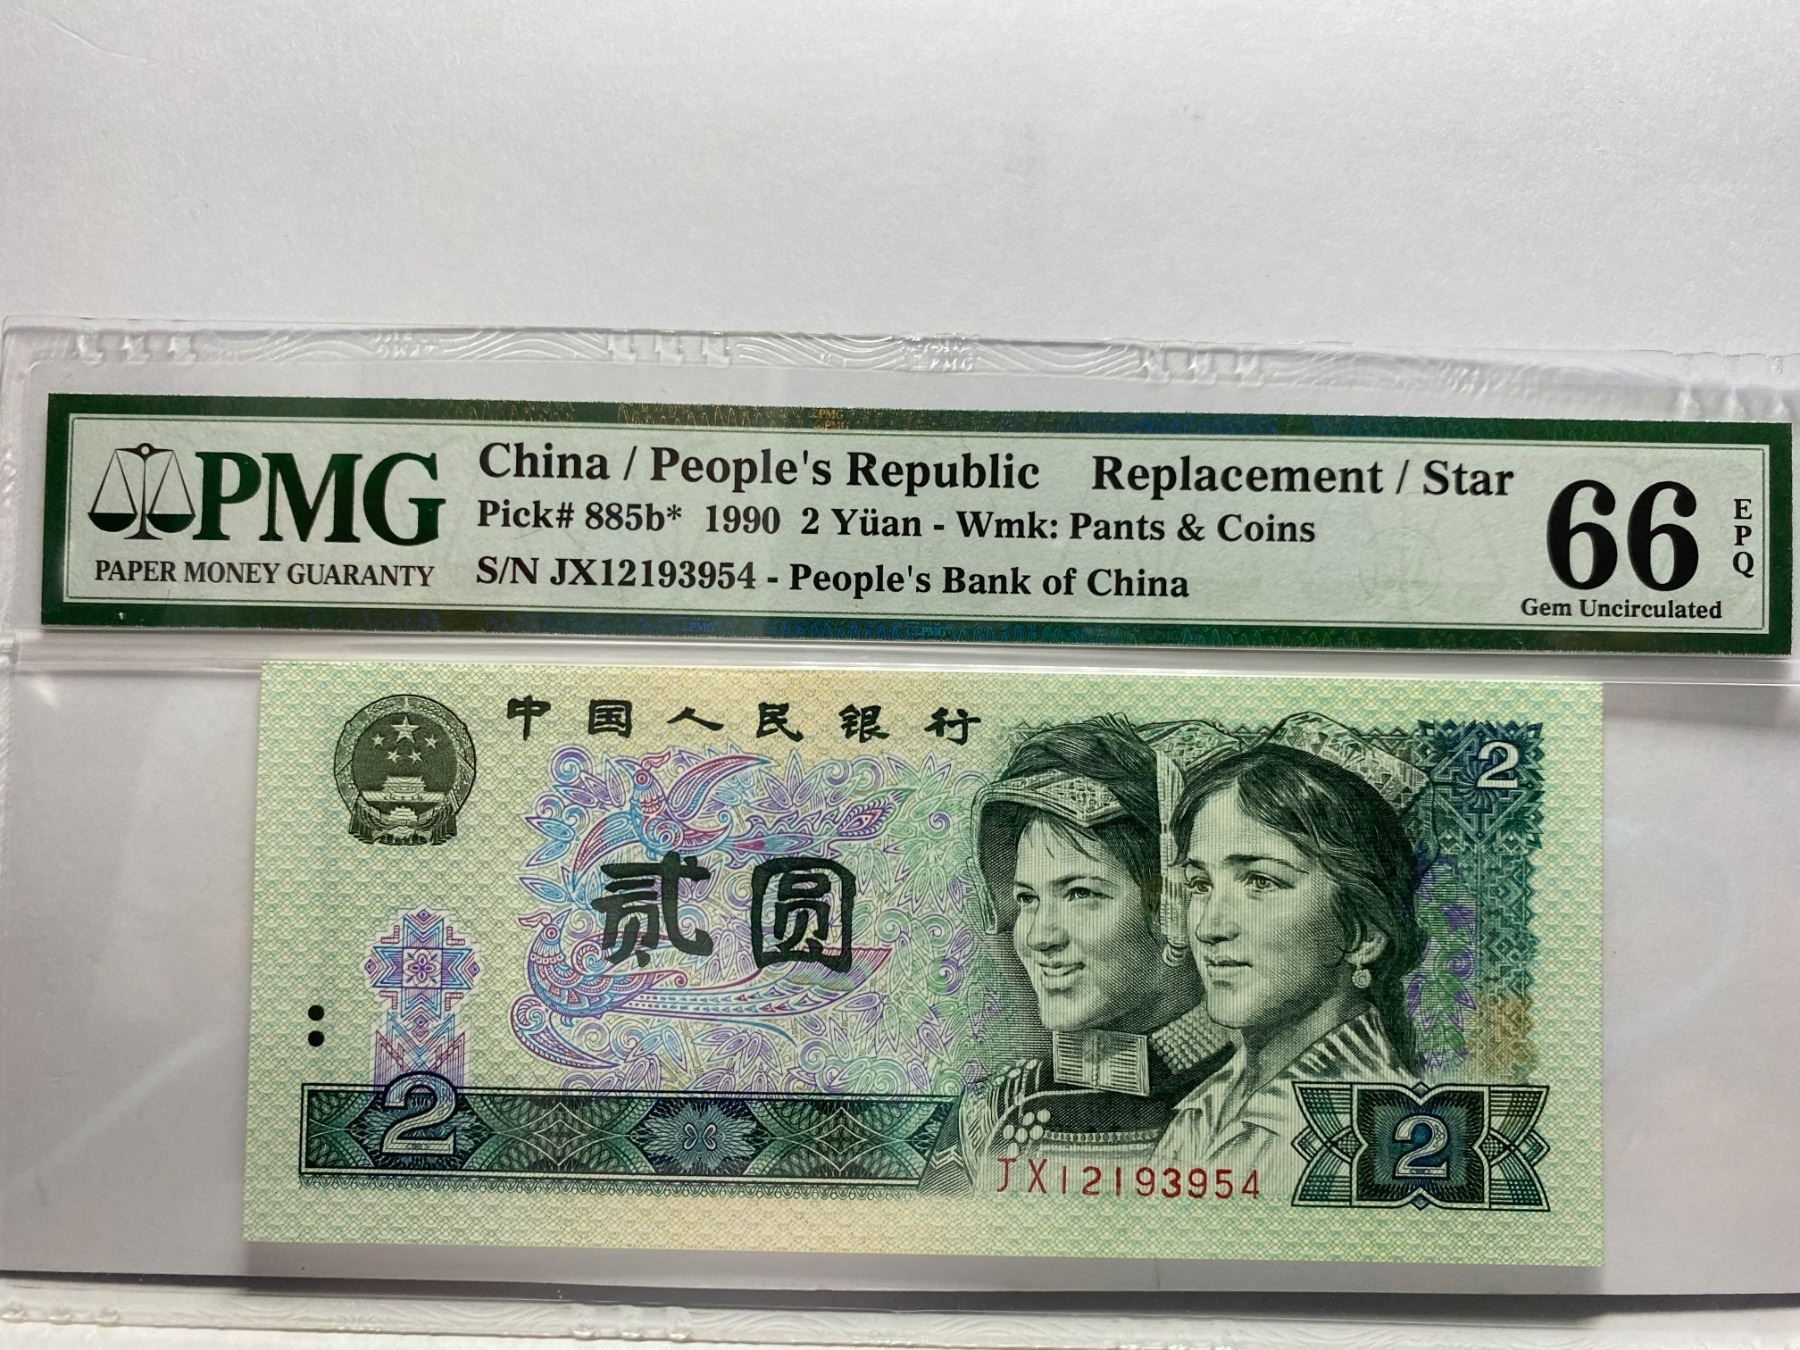 PMG
PAPER MONEY GUARANTY
China / People's Republic Replacement / Star
Pick# 885b* 1990 2 Yüan - Wmk: Pants & Coins
S/N JX12193954 - People's Bank of China
66
EPQ
Gem Uncirculated
中国人民银行
2
贰圆
2
2
JX12193954